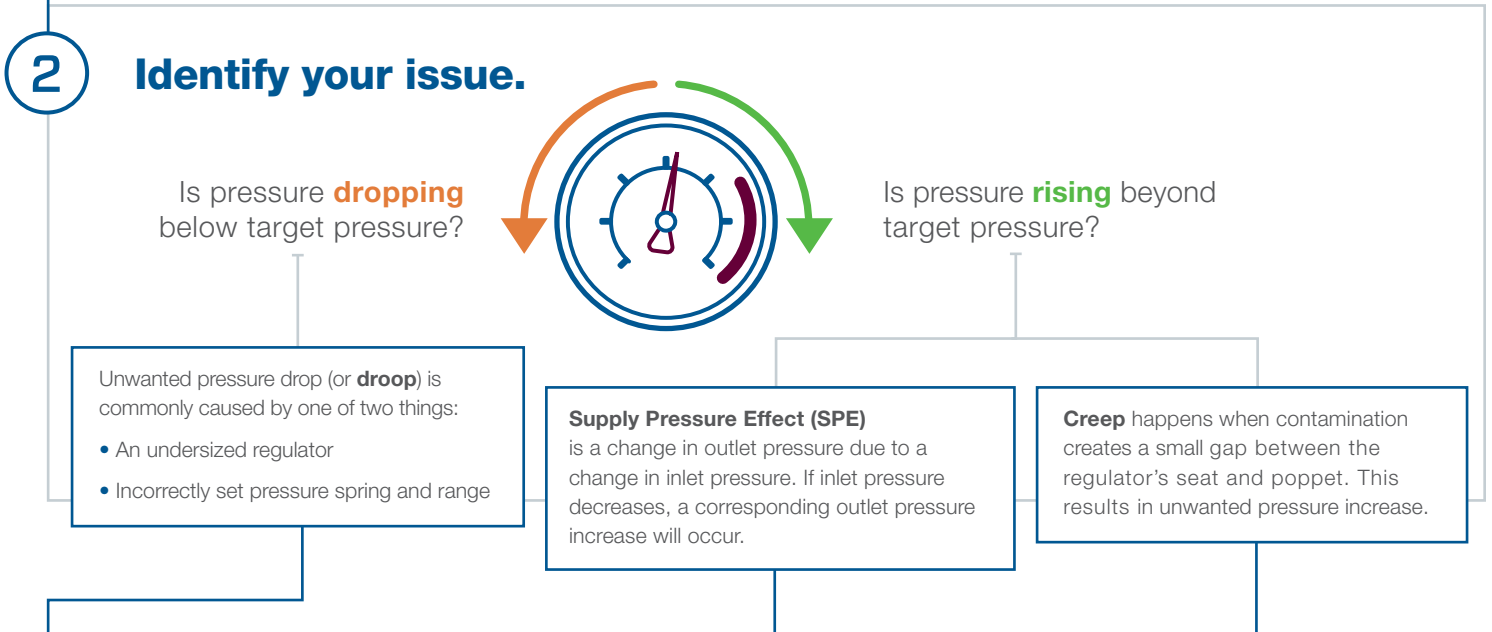 2
Identify your issue.
Is pressure dropping
below target pressure?
Is pressure rising beyond
target pressure?
Unwanted pressure drop (or droop) is
commonly caused by one of two things:
• An undersized regulator
• Incorrectly set pressure spring and range
Supply Pressure Effect (SPE)
is a change in outlet pressure due to a
change in inlet pressure. If inlet pressure
decreases, a corresponding outlet pressure
increase will occur.
Creep happens when contamination
creates a small gap between the
regulator’s seat and poppet. This
results in unwanted pressure increase.